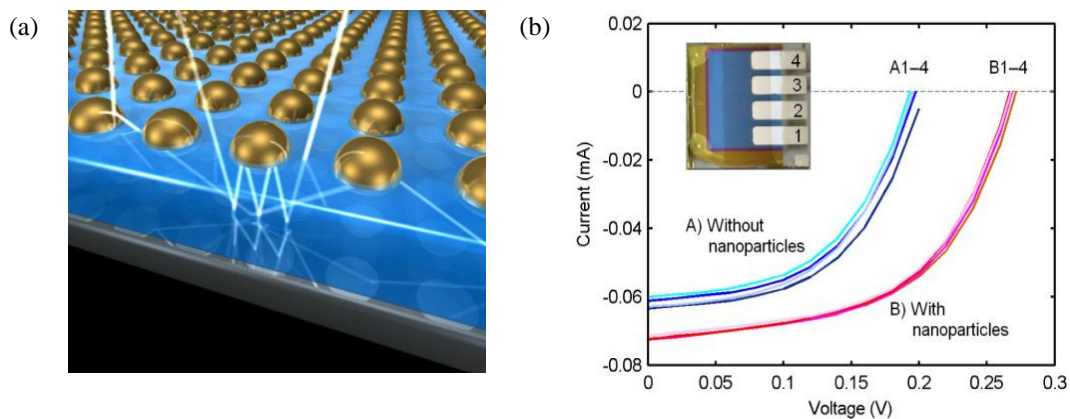 (a)
(b)
0.02
0
-0.02
-0.04
-0.06
-0.08
Current (mA)
4
3
2
1
A1–4
B1–4
A) Without
nanoparticles
B) With
nanoparticles
0
0.05
0.1
0.15
0.2
0.25
0.3
Voltage (V)